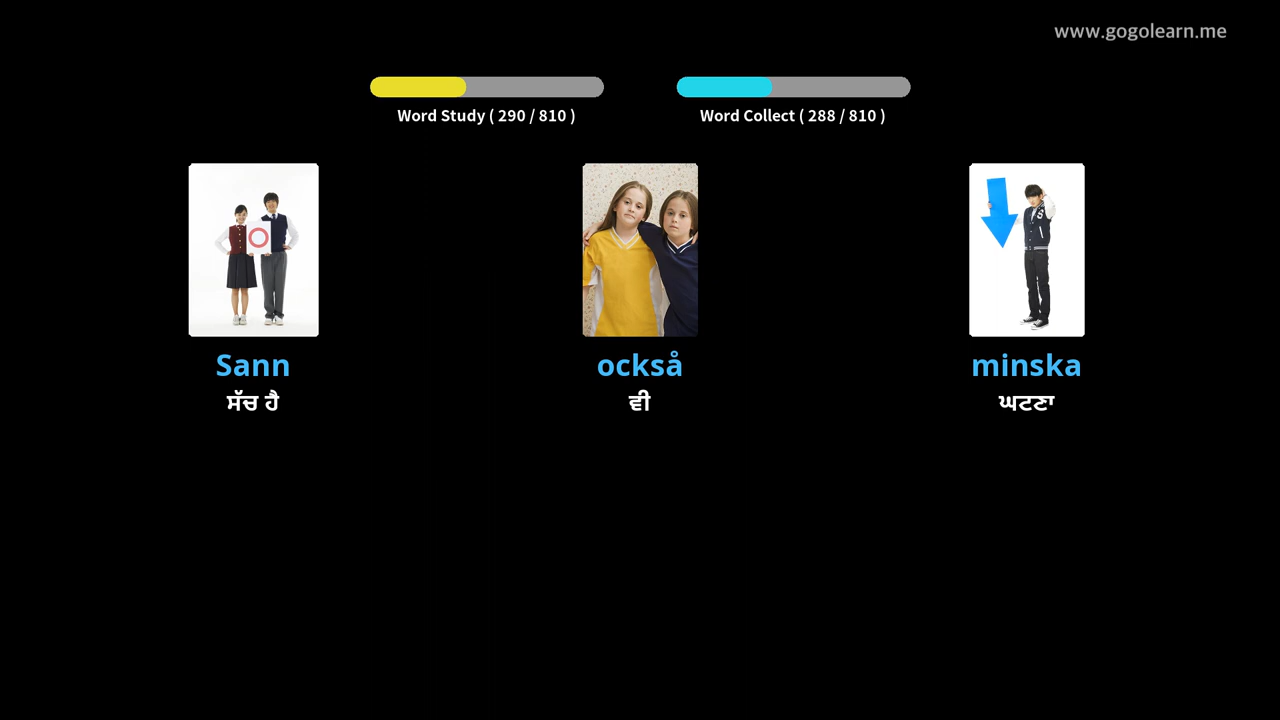 www.gogolearn.me
Word Study ( 290 / 810 )
Word Collect ( 288 / 810 )
Sann
ਸੱਚ ਹੈ
också
ਵੀ
minska
ਘਟਣਾ